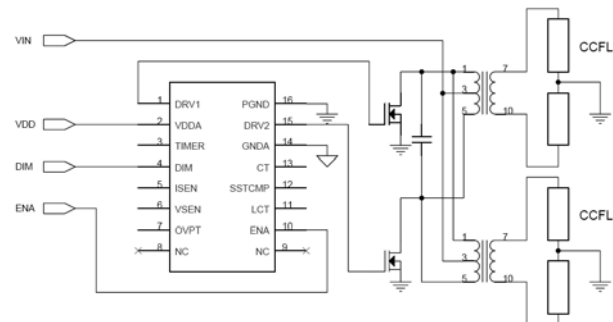 VIN
VDD
DIM
ENA
1 DRV1 PGND 16
2 VDDA DRV2 15
3 TIMER GNDA 14
4 DIM CT 13
5 ISEN SSTCMP 12
6 VSEN LCT 11
7 OVPT ENA 10
8 NC NC 9
1 7
3
5 10
CCFL
1 7
3
5 10
CCFL